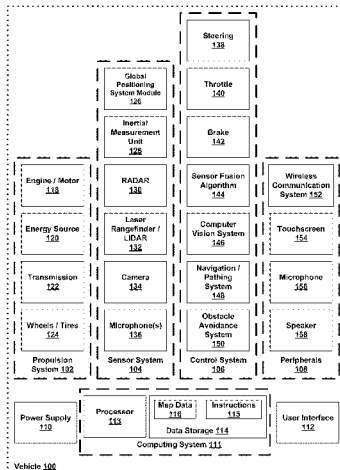 Steering
138
Global
Positioning
System Module
126
Throttle
140
Inertial
Measurement
Unit
128
Brake
142
Engine / Motor
118
RADAR
130
Sensor Fusion
Algorithm
144
Wireless
Communication
System 152
Energy Source
120
Laser
Rangefinder /
LIDAR
132
Computer
Vision System
146
Touchscreen
154
Transmission
122
Camera
134
Navigation /
Pathing
System
148
Microphone
156
Wheels / Tires
124
Microphone(s)
136
Obstacle
Avoidance
System
150
Speaker
158
Propulsion
System 102
Sensor System
104
Control System
106
Peripherals
108
Power Supply
110
Processor
113
Map Data
116
Instructions
115
Data Storage 114
Computing System 111
User Interface
112
Vehicle 100